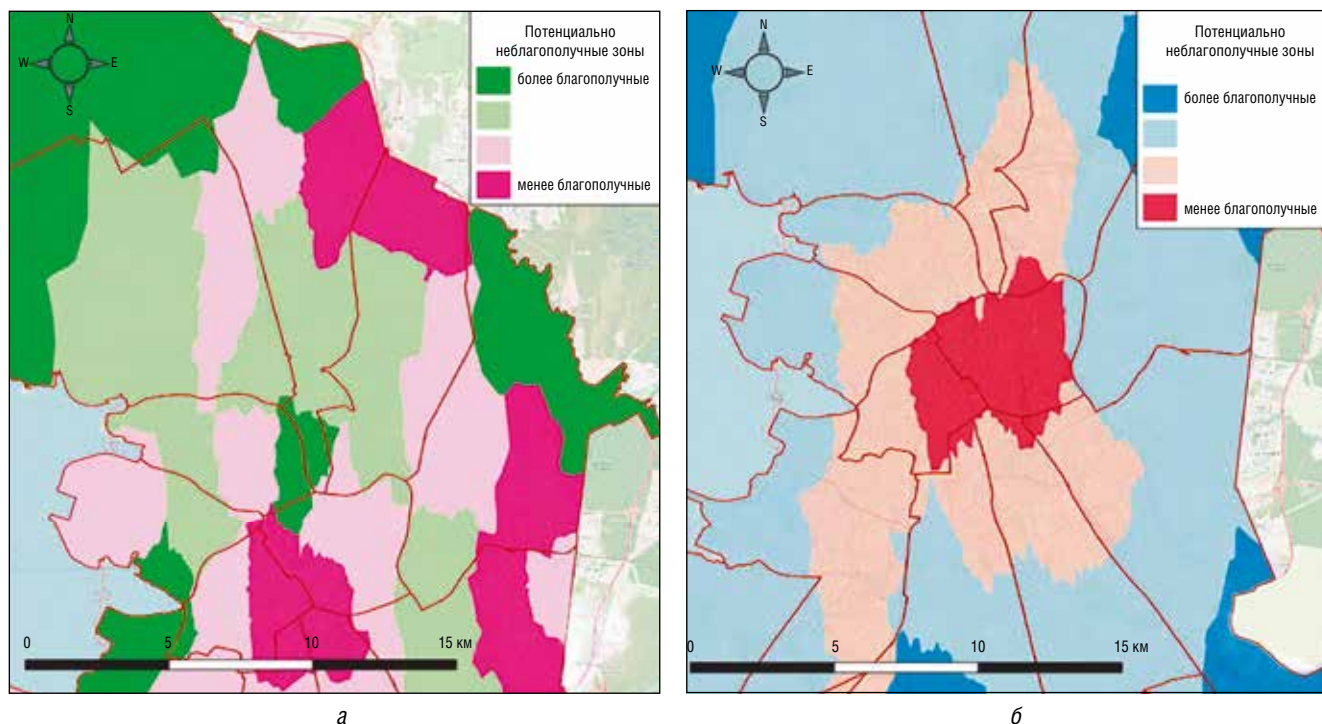 N
W E
S
Потенциально
неблагополучные зоны
более благополучные
менее благополучные
0 5 10 15 км
а
N
W E
S
Потенциально
неблагополучные зоны
более благополучные
менее благополучные
0 5 10 15 км
б